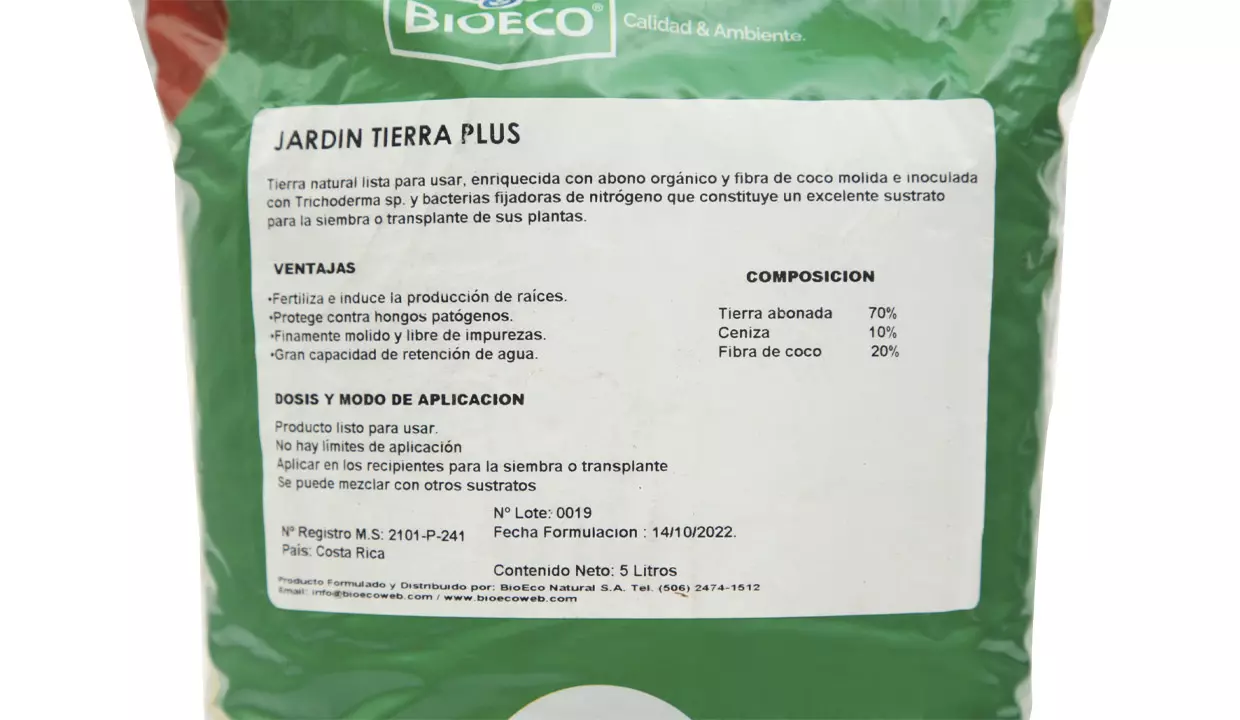 BIOECO®
Calidad & Ambiente.
JARDIN TIERRA PLUS
Tierra natural lista para usar, enriquecida con abono orgánico y fibra de coco molida e inoculada
con Trichoderma sp. y bacterias fijadoras de nitrógeno que constituye un excelente sustrato
para la siembra o transplante de sus plantas.
VENTAJAS
•Fertiliza e induce la producción de raíces.
•Protege contra hongos patógenos.
•Finamente molido y libre de impurezas.
•Gran capacidad de retención de agua.
COMPOSICION
Tierra abonada 70%
Ceniza 10%
Fibra de coco 20%
DOSIS Y MODO DE APLICACION
Producto listo para usar.
No hay límites de aplicación
Aplicar en los recipientes para la siembra o transplante
Se puede mezclar con otros sustratos
Nº Lote: 0019
Nº Registro M.S: 2101-P-241
Fecha Formulacion : 14/10/2022.
Pais: Costa Rica
Contenido Neto: 5 Litros
Producto Formulado y Distribuido por: BioEco Natural S.A. Tel. (506) 2474-1512
Email: info@bioecoweb.com / www.bioecoweb.com